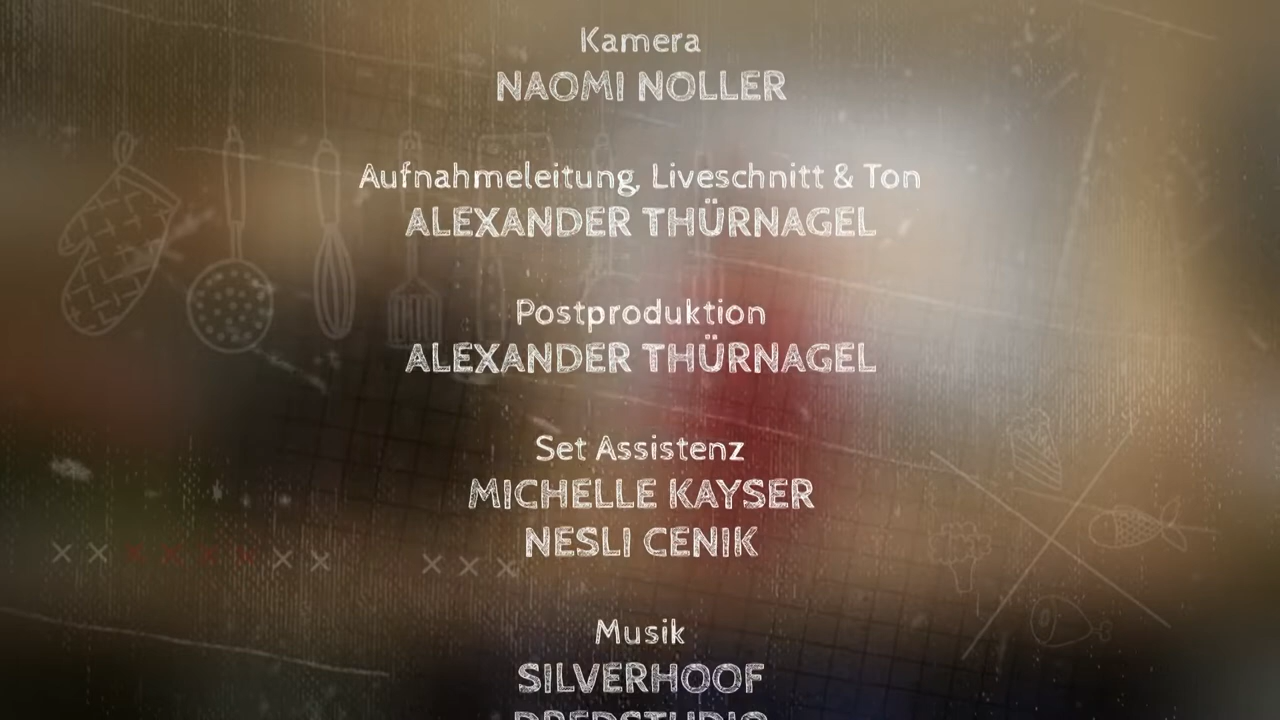 Kamera
NAOMI NOLLER
Aufnahmeleitung, Liveschnitt & Ton
ALEXANDER THÜRNAGEL
Postproduktion
ALEXANDER THÜRNAGEL
Set Assistenz
MICHELLE KAYSER
NESLI CENIK
Musik
SILVERHOOF